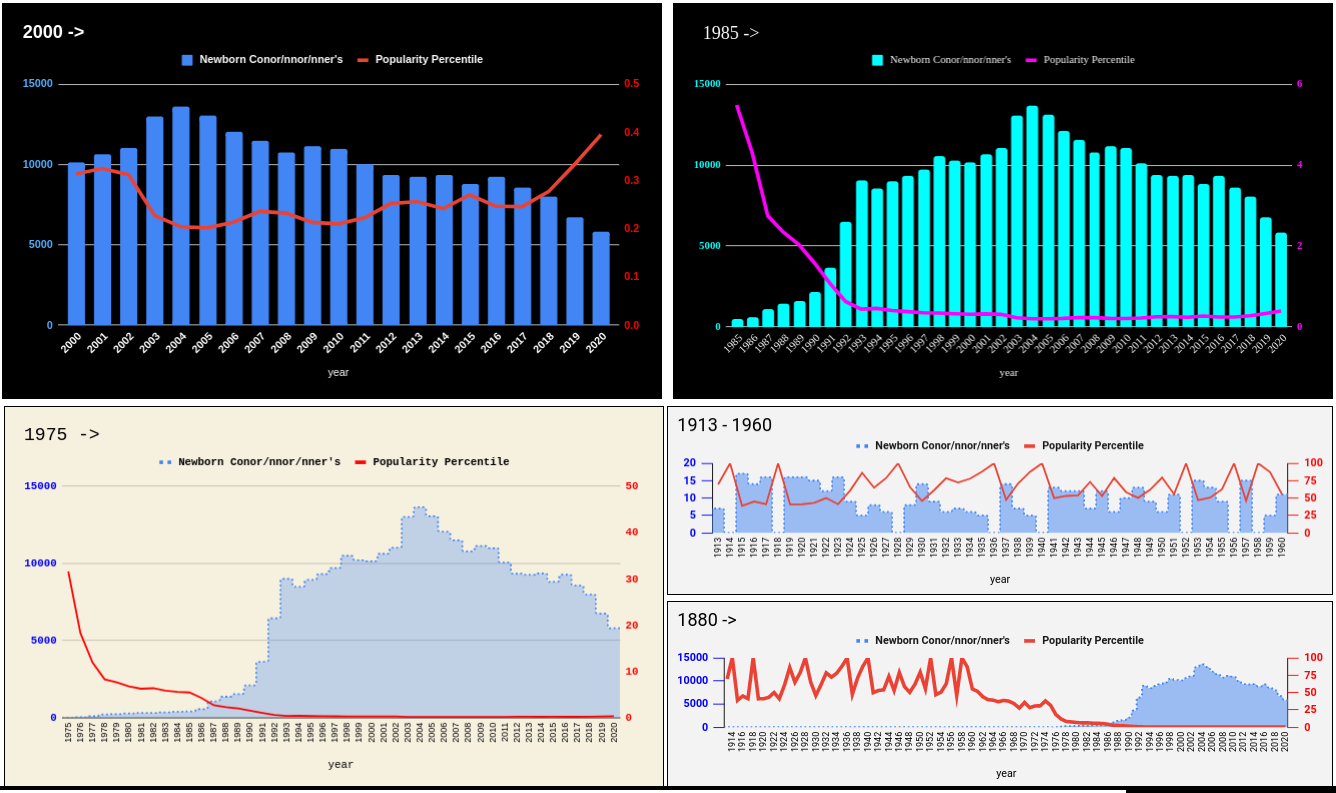 2000 ->
Newborn Conor/nnor/nner's Popularity Percentile
15000 0.5
0.4
10000 0.3
0.2
5000
0.1
0 0.0
2000 2001 2002 2003 2004 2005 2006 2007 2008 2009 2010 2011 2012 2013 2014 2015 2016 2017 2018 2019 2020
year
1985 ->
Newborn Conor/nnor/nner's Popularity Percentile
15000 6
10000 4
5000 2
0 0
1985 1986 1987 1988 1989 1990 1991 1992 1993 1994 1995 1996 1997 1998 1999 2000 2001 2002 2003 2004 2005 2006 2007 2008 2009 2010 2011 2012 2013 2014 2015 2016 2017 2018 2019 2020
year
1975 ->
Newborn Conor/nnor/nner's Popularity Percentile
15000 50
40
10000 30
20
5000
10
0 0
1975 1976 1977 1978 1979 1980 1981 1982 1983 1984 1985 1986 1987 1988 1989 1990 1991 1992 1993 1994 1995 1996 1997 1998 1999 2000 2001 2002 2003 2004 2005 2006 2007 2008 2009 2010 2011 2012 2013 2014 2015 2016 2017 2018 2019 2020
year
1913 - 1960
Newborn Conor/nnor/nner's Popularity Percentile
20 100
15 75
10 50
5 25
0 0
1913 1914 1915 1916 1917 1918 1919 1920 1921 1922 1923 1924 1925 1926 1927 1928 1929 1930 1931 1932 1933 1934 1935 1936 1937 1938 1939 1940 1941 1942 1943 1944 1945 1946 1947 1948 1949 1950 1951 1952 1953 1954 1955 1956 1957 1958 1959 1960
year
1880 ->
Newborn Conor/nnor/nner's Popularity Percentile
15000 100
10000 75
50
5000 25
0 0
1914 1916 1918 1920 1922 1924 1926 1928 1930 1932 1934 1936 1938 1940 1942 1944 1946 1948 1950 1952 1954 1956 1958 1960 1962 1964 1966 1968 1970 1972 1974 1976 1978 1980 1982 1984 1986 1988 1990 1992 1994 1996 1998 2000 2002 2004 2006 2008 2010 2012 2014 2016 2018 2020
year